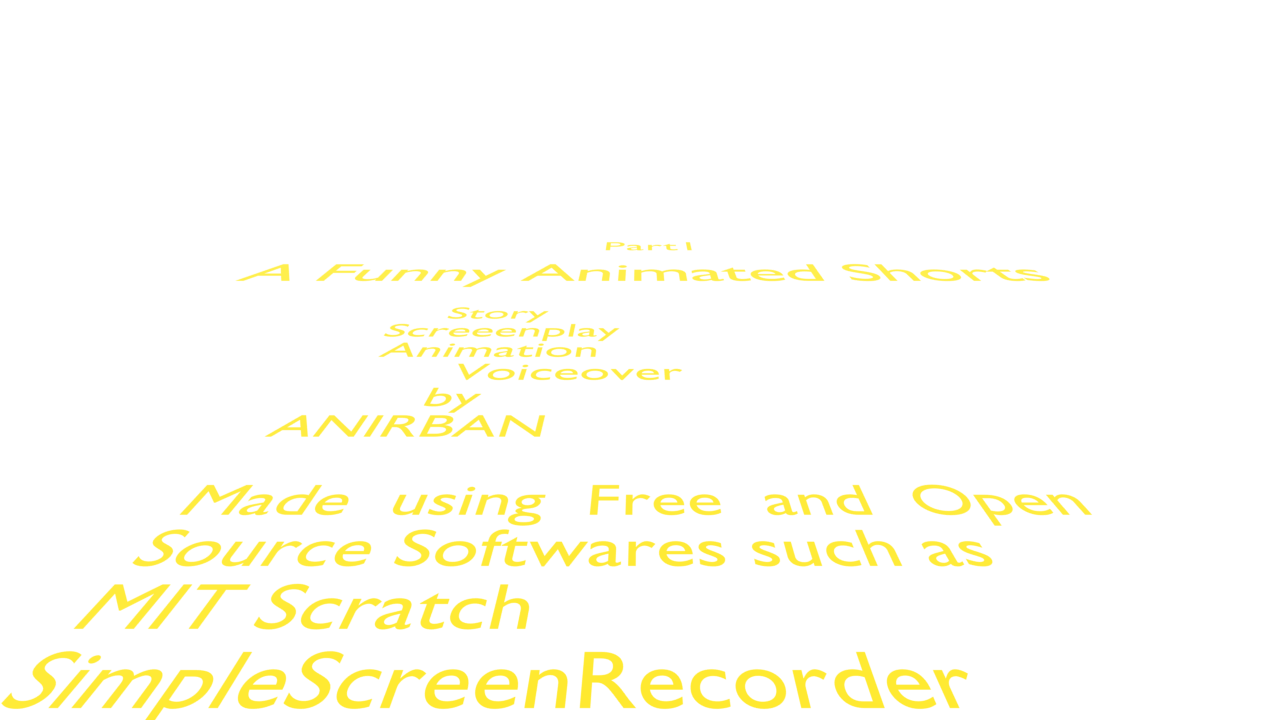 Part I
A Funny Animated Shorts
Story
Screeenplay
Animation
Voiceover
by
ANIRBAN
Made using Free and Open
Source Softwares such as
MIT Scratch
SimpleScreenRecorder